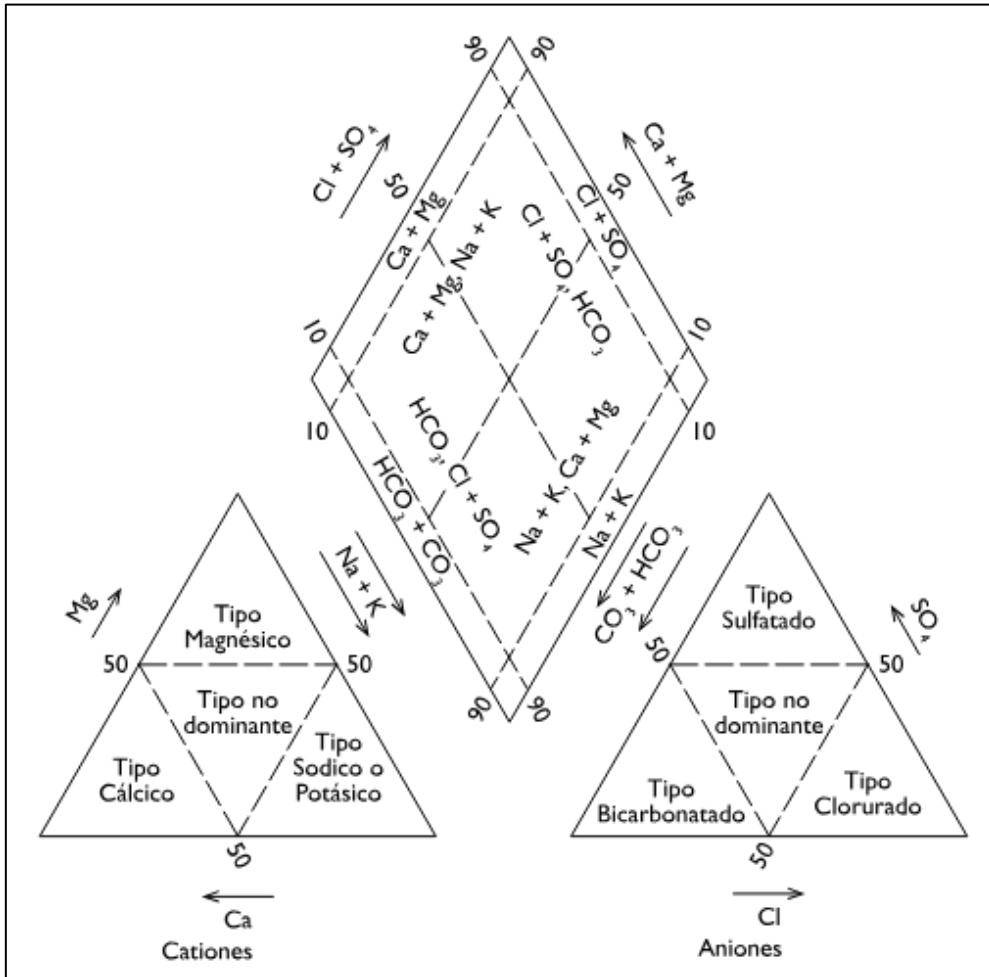 90
90
Cl + SO₄
Ca + Mg
50
50
Ca + Mg
Cl + SO₄
Ca + Mg, Na + K
Cl + SO₄, HCO₃
10
10
10
10
HCO₃, Cl + SO₄
Na + K, Ca + Mg
HCO₃ + CO₃
Na + K
90
90
Na + K
CO₃ + HCO₃
Mg
50
50
Tipo
Magnésico
Tipo no
dominante
Tipo
Cálcico
Tipo
Sodico o
Potásico
50
Ca
Cationes
SO₄
50
50
Tipo
Sulfatado
Tipo no
dominante
Tipo
Bicarbonatado
Tipo
Clorurado
50
Cl
Aniones